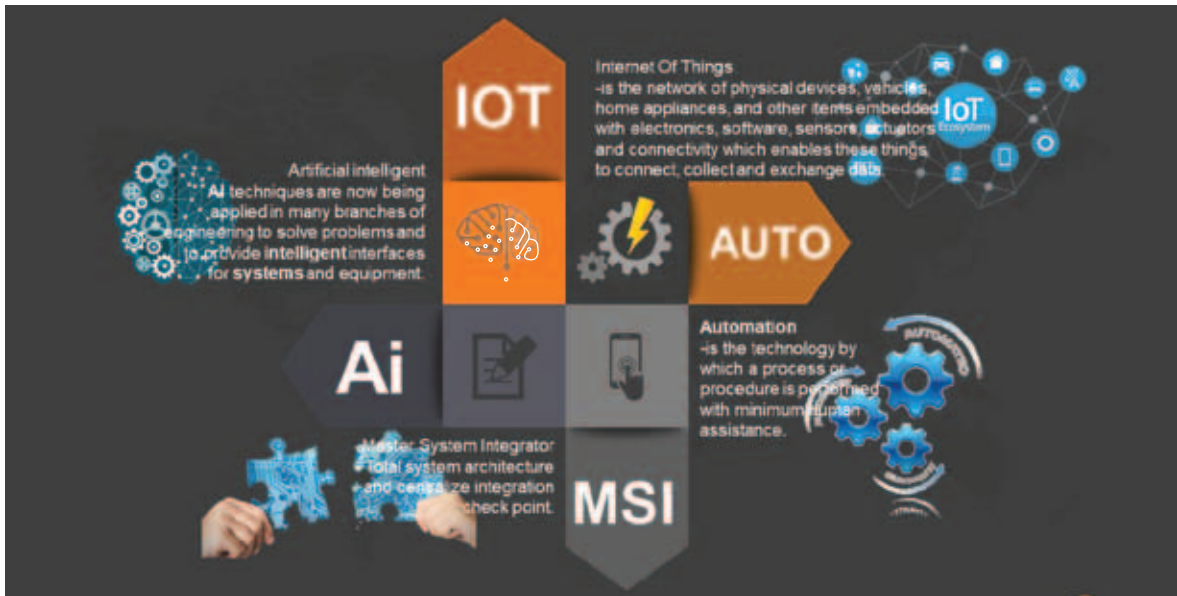 IOT
Internet Of Things
-is the network of physical devices, vehicles,
home appliances, and other items embedded
with electronics, software, sensors, actuators
and connectivity which enables these things
to connect, collect and exchange data.
IoT
Ecosystem
Artificial intelligent
Ai techniques are now being
applied in many branches of
engineering to solve problems and
to provide intelligent interfaces
for systems and equipment.
AUTO
Ai
Automation
-is the technology by
which a process or
procedure is performed
with minimum human
assistance.
AUTOMATED
Master System Integrator
Total system architecture
and integration
check point.
MSI